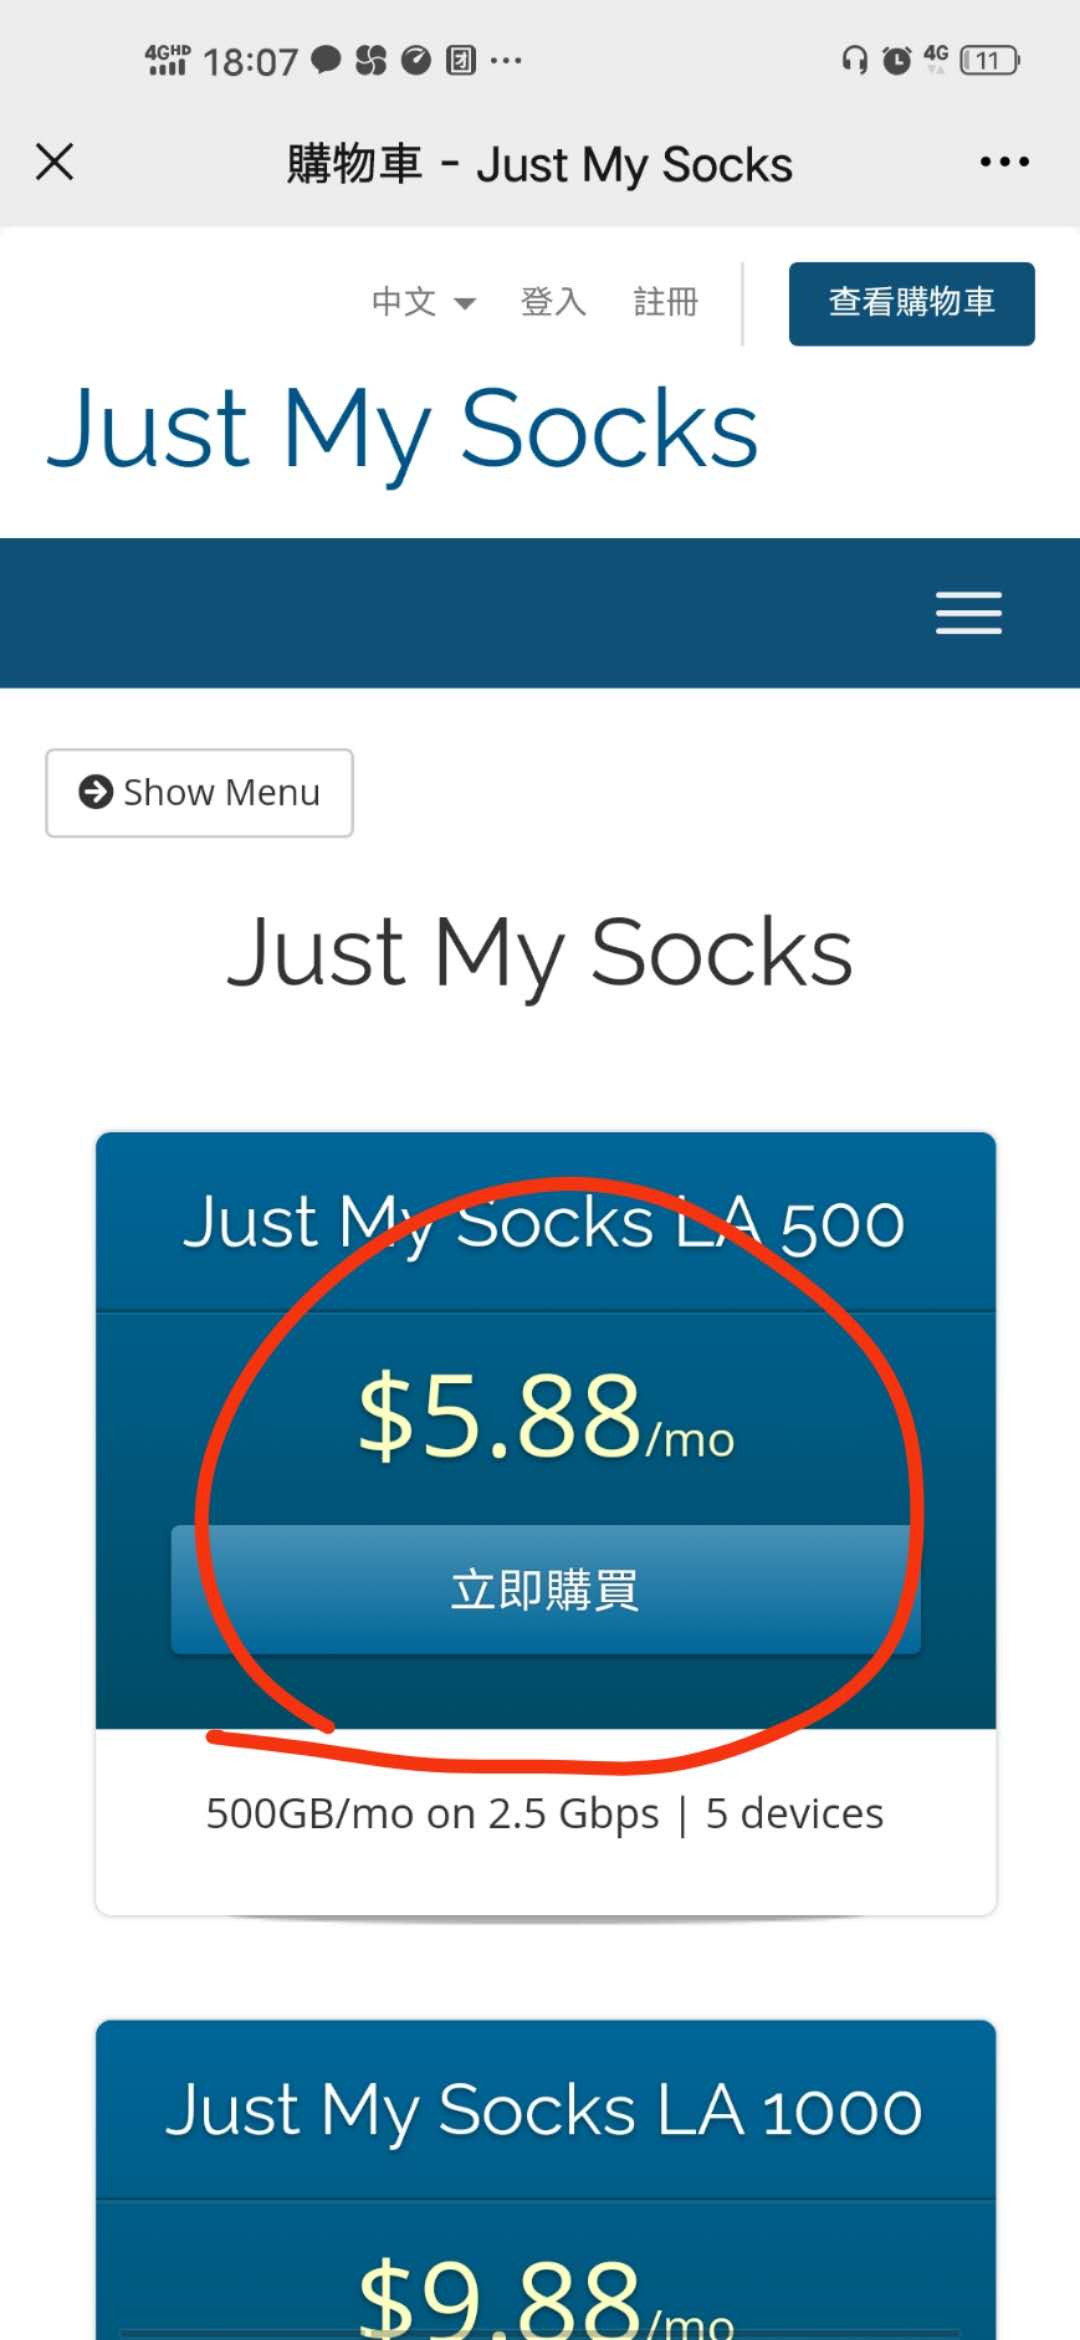 4GHD 18:07 ... 4G 11
購物車 - Just My Socks
中文 登入 註冊 查看購物車
Just My Socks
Show Menu
Just My Socks
Just My Socks LA 500
$5.88/mo
立即購買
500GB/mo on 2.5 Gbps | 5 devices
Just My Socks LA 1000
$9.88/mo